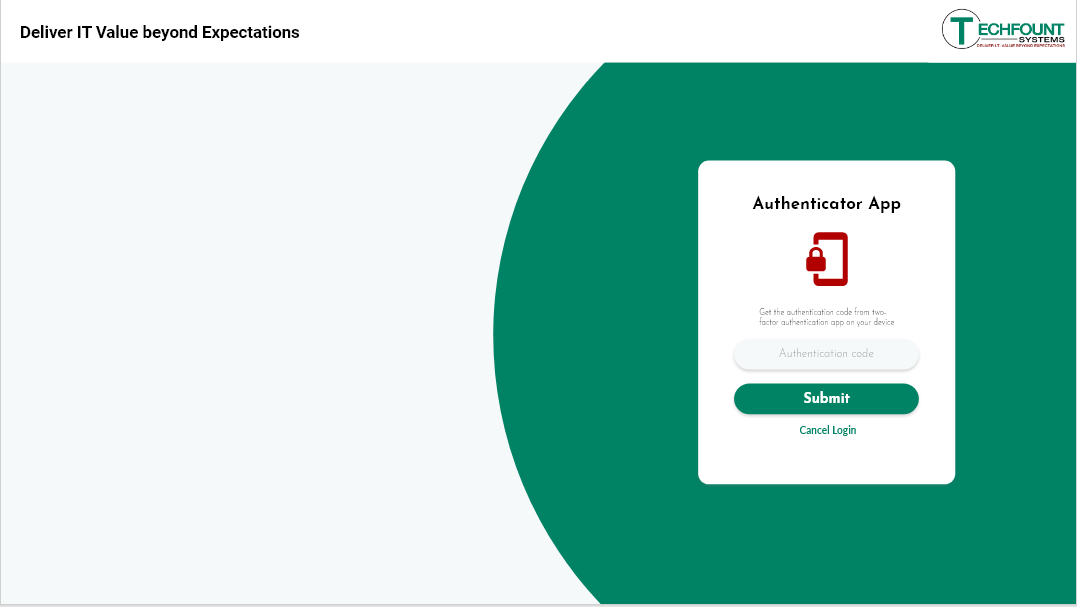 Deliver IT Value beyond Expectations
TECHFOUNT
SYSTEMS
DELIVER I.T. VALUE BEYOND EXPECTATIONS
Authenticator App
Get the authentication code from two-
factor authentication app on your device
Authentication code
Submit
Cancel Login